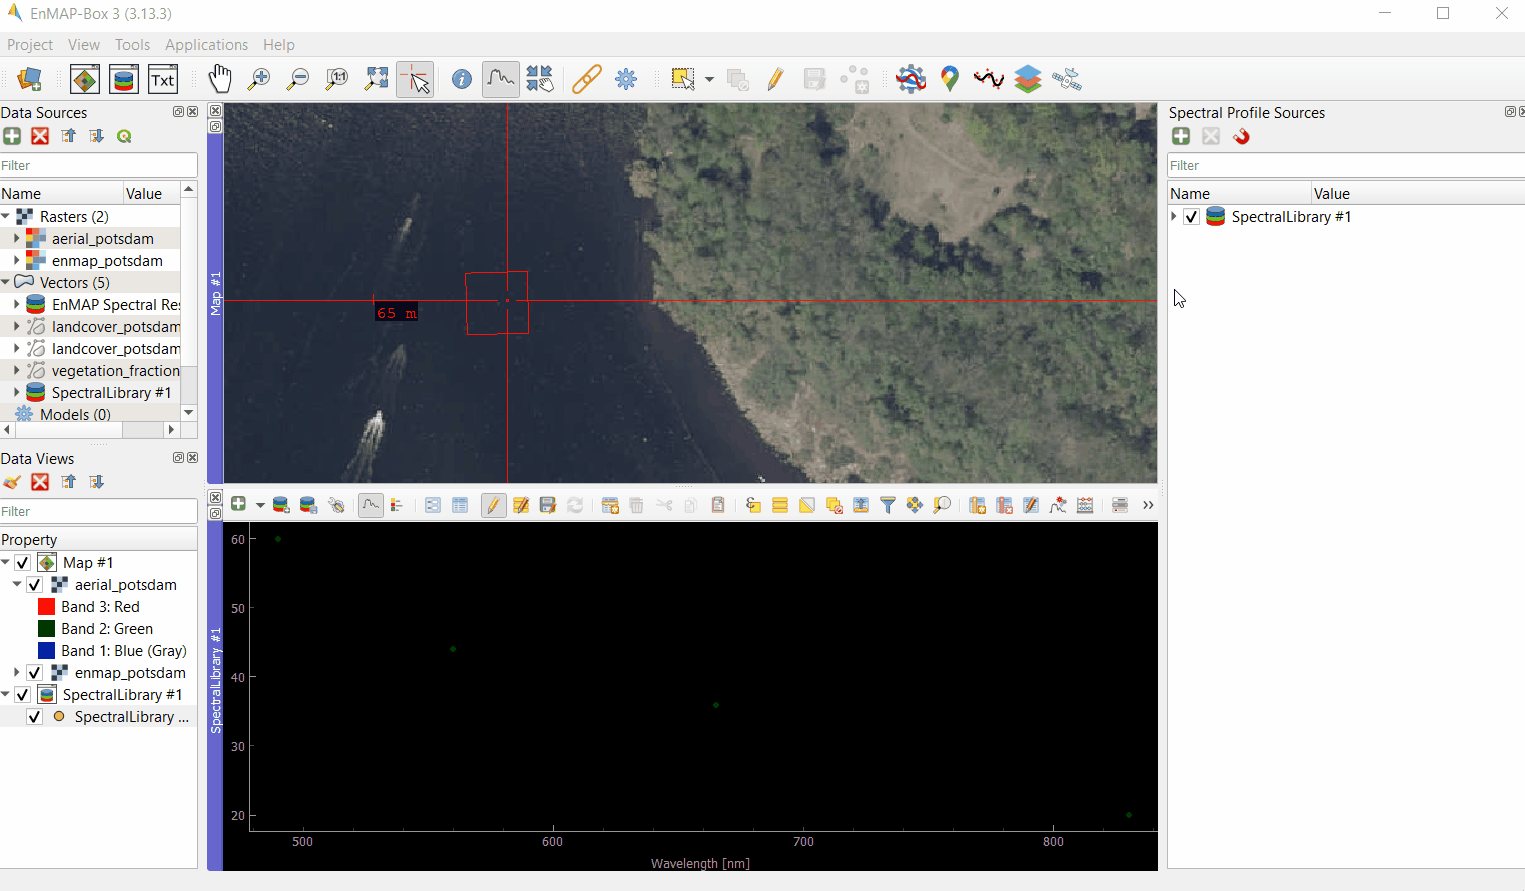 EnMAP-Box 3 (3.13.3)
Project View Tools Applications Help
Txt
1:1
Data Sources
Filter
Name Value
Rasters (2)
aerial_potsdam
enmap_potsdam
Vectors (5)
EnMAP Spectral Res
landcover_potsdam
landcover_potsdam
vegetation_fraction
SpectralLibrary #1
Models (0)
Data Views
Filter
Property
Map #1
aerial_potsdam
Band 3: Red
Band 2: Green
Band 1: Blue (Gray)
enmap_potsdam
SpectralLibrary #1
SpectralLibrary ...
Map #1
65 m
SpectralLibrary #1
60
50
40
30
20
500 600 700 800
Wavelength [nm]
Spectral Profile Sources
Filter
Name Value
SpectralLibrary #1